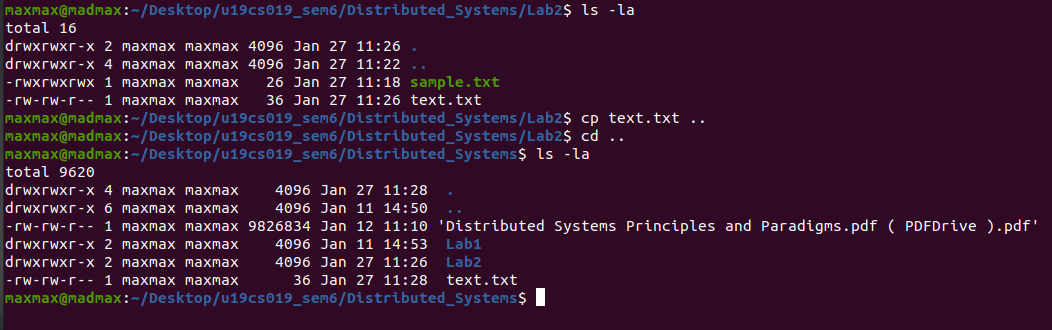 maxmax@madmax:~/Desktop/u19cs019_sem6/Distributed_Systems/Lab2$ ls -la
total 16
drwxrwxr-x 2 maxmax maxmax 4096 Jan 27 11:26 .
drwxrwxr-x 4 maxmax maxmax 4096 Jan 27 11:22 ..
-rwxrwxrwx 1 maxmax maxmax   26 Jan 27 11:18 sample.txt
-rw-rw-r-- 1 maxmax maxmax   36 Jan 27 11:26 text.txt
maxmax@madmax:~/Desktop/u19cs019_sem6/Distributed_Systems/Lab2$ cp text.txt ..
maxmax@madmax:~/Desktop/u19cs019_sem6/Distributed_Systems/Lab2$ cd ..
maxmax@madmax:~/Desktop/u19cs019_sem6/Distributed_Systems$ ls -la
total 9620
drwxrwxr-x 4 maxmax maxmax    4096 Jan 27 11:28  .
drwxrwxr-x 6 maxmax maxmax    4096 Jan 11 14:50  ..
-rw-rw-r-- 1 maxmax maxmax 9826834 Jan 12 11:10 'Distributed Systems Principles and Paradigms.pdf ( PDFDrive ).pdf'
drwxrwxr-x 2 maxmax maxmax    4096 Jan 11 14:53  Lab1
drwxrwxr-x 2 maxmax maxmax    4096 Jan 27 11:26  Lab2
-rw-rw-r-- 1 maxmax maxmax      36 Jan 27 11:28  text.txt
maxmax@madmax:~/Desktop/u19cs019_sem6/Distributed_Systems$